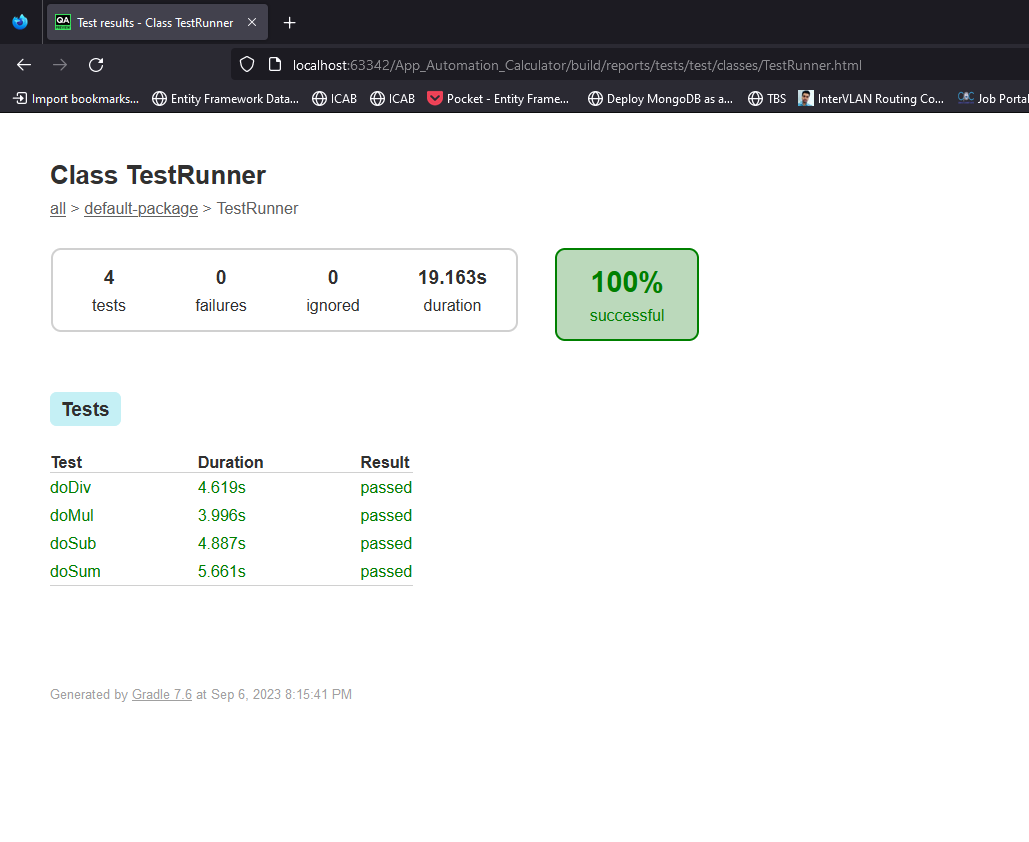 QA
Test results - Class TestRunner
localhost:63342/App_Automation_Calculator/build/reports/tests/test/classes/TestRunner.html
Import bookmarks... Entity Framework Data... ICAB ICAB Pocket - Entity Frame... Deploy MongoDB as a... TBS InterVLAN Routing Co... Job Portal
Class TestRunner
all > default-package > TestRunner
4 0 0 19.163s
tests failures ignored duration
100%
successful
Tests
Test Duration Result
doDiv 4.619s passed
doMul 3.996s passed
doSub 4.887s passed
doSum 5.661s passed
Generated by Gradle 7.6 at Sep 6, 2023 8:15:41 PM